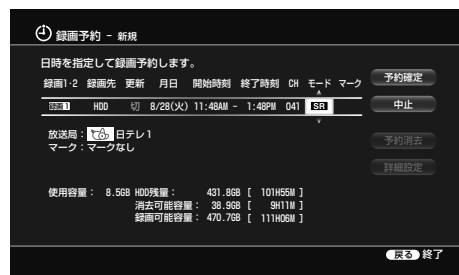 録画予約 - 新規
日時を指定して録画予約します。
録画1·2 録画先 更新 月日 開始時刻 終了時刻 CH モード マーク
録画1 HDD 切 8/28(火) 11:48AM - 1:48PM 041 SR
予約確定
中止
放送局： 日テレ1
マーク：マークなし
予約消去
詳細設定
使用容量： 8.5GB HDD残量： 431.8GB [ 101H55M ]
消去可能容量： 38.9GB [ 9H11M ]
録画可能容量： 470.7GB [ 111H06M ]
戻る 終了